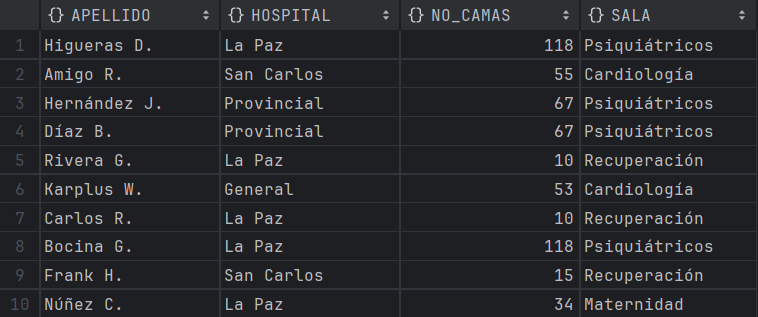 {} APELLIDO {} HOSPITAL {} NO_CAMAS {} SALA
1 Higueras D. La Paz 118 Psiquiátricos
2 Amigo R. San Carlos 55 Cardiología
3 Hernández J. Provincial 67 Psiquiátricos
4 Díaz B. Provincial 67 Psiquiátricos
5 Rivera G. La Paz 10 Recuperación
6 Karplus W. General 53 Cardiología
7 Carlos R. La Paz 10 Recuperación
8 Bocina G. La Paz 118 Psiquiátricos
9 Frank H. San Carlos 15 Recuperación
10 Núñez C. La Paz 34 Maternidad